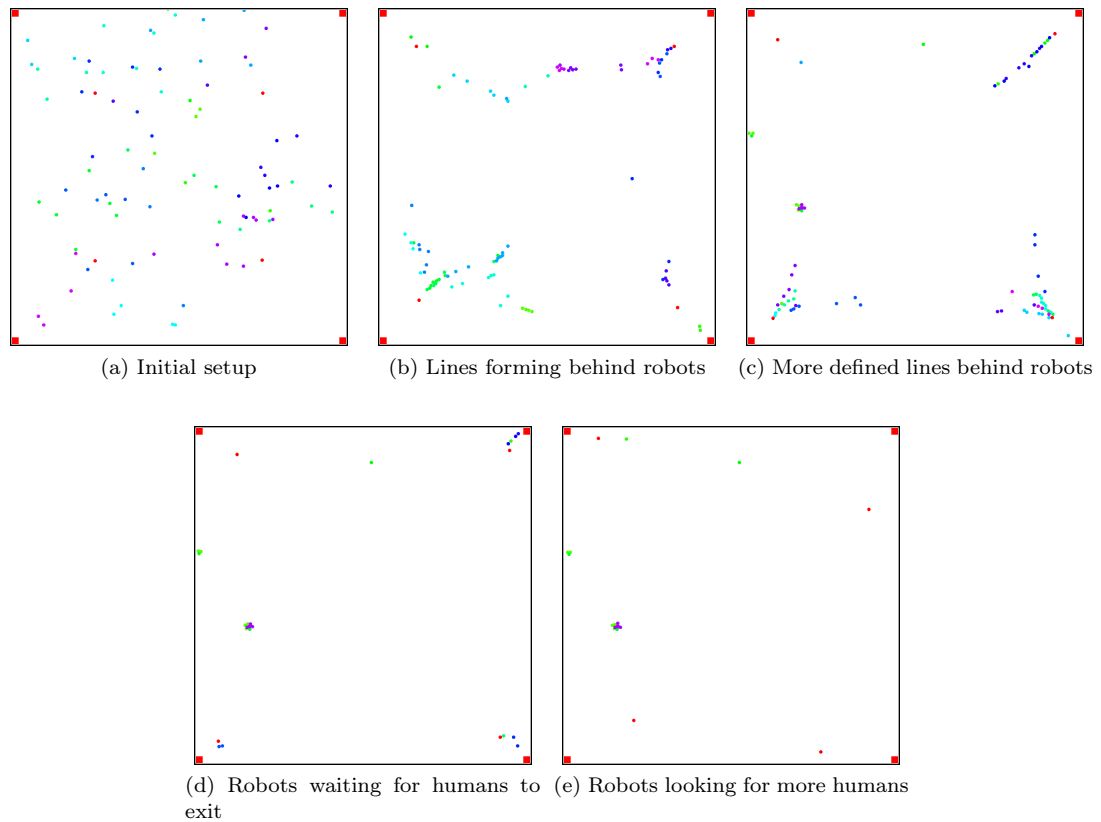 (a) Initial setup
(b) Lines forming behind robots
(c) More defined lines behind robots
(d) Robots waiting for humans to
exit
(e) Robots looking for more humans